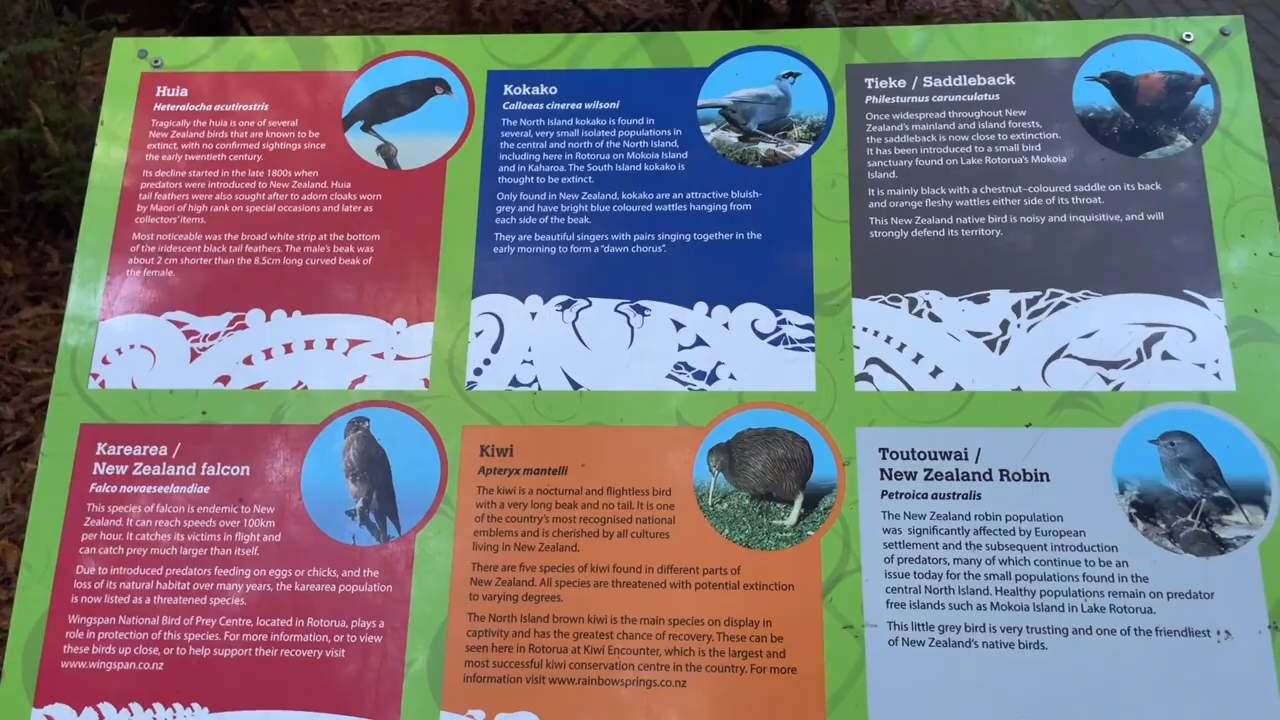 Huia
Heteralocha acutirostris
Tragically the huia is one of several
New Zealand birds that are known to be
extinct, with no confirmed sightings since
the early twentieth century.
Its decline started in the late 1800s when
predators were introduced to New Zealand. Huia
tail feathers were also sought after to adorn cloaks worn
by Maori of high rank on special occasions and later as
collectors' items.
Most noticeable was the broad white strip at the bottom
of the iridescent black tail feathers. The male's beak was
about 2 cm shorter than the 8.5cm long curved beak of
the female.
Kokako
Callaeas cinerea wilsoni
The North Island kokako is found in
several, very small isolated populations in
the central and north of the North Island,
including here in Rotorua on Mokoia Island
and in Kaharoa. The South Island kokako is
thought to be extinct.
Only found in New Zealand, kokako are an attractive bluish-
grey and have bright blue coloured wattles hanging from
each side of the beak.
They are beautiful singers with pairs singing together in the
early morning to form a "dawn chorus".
Tieke / Saddleback
Philesturnus carunculatus
Once widespread throughout New
Zealand's mainland and island forests,
the saddleback is now close to extinction.
It has been introduced to a small bird
sanctuary found on Lake Rotorua's Mokoia
Island.
It is mainly black with a chestnut-coloured saddle on its back
and orange fleshy wattles either side of its throat.
This New Zealand native bird is noisy and inquisitive, and will
strongly defend its territory.
Karearea /
New Zealand falcon
Falco novaeseelandiae
This species of falcon is endemic to New
Zealand. It can reach speeds over 100km
per hour. It catches its victims in flight and
can catch prey much larger than itself.
Due to introduced predators feeding on eggs or chicks, and the
loss of its natural habitat over many years, the karearea population
is now listed as a threatened species.
Wingspan National Bird of Prey Centre, located in Rotorua, plays a
role in protection of this species. For more information, or to view
these birds up close, or to help support their recovery visit
www.wingspan.co.nz
Kiwi
Apteryx mantelli
The kiwi is a nocturnal and flightless bird
with a very long beak and no tail. It is one
of the country's most recognised national
emblems and is cherished by all cultures
living in New Zealand.
There are five species of kiwi found in different parts of
New Zealand. All species are threatened with potential extinction
to varying degrees.
The North Island brown kiwi is the main species on display in
captivity and has the greatest chance of recovery. These can be
seen here in Rotorua at Kiwi Encounter, which is the largest and
most successful kiwi conservation centre in the country. For more
information visit www.rainbowsprings.co.nz
Toutouwai /
New Zealand Robin
Petroica australis
The New Zealand robin population
was significantly affected by European
settlement and the subsequent introduction
of predators, many of which continue to be an
issue today for the small populations found in the
central North Island. Healthy populations remain on predator
free islands such as Mokoia Island in Lake Rotorua.
This little grey bird is very trusting and one of the friendliest
of New Zealand's native birds.